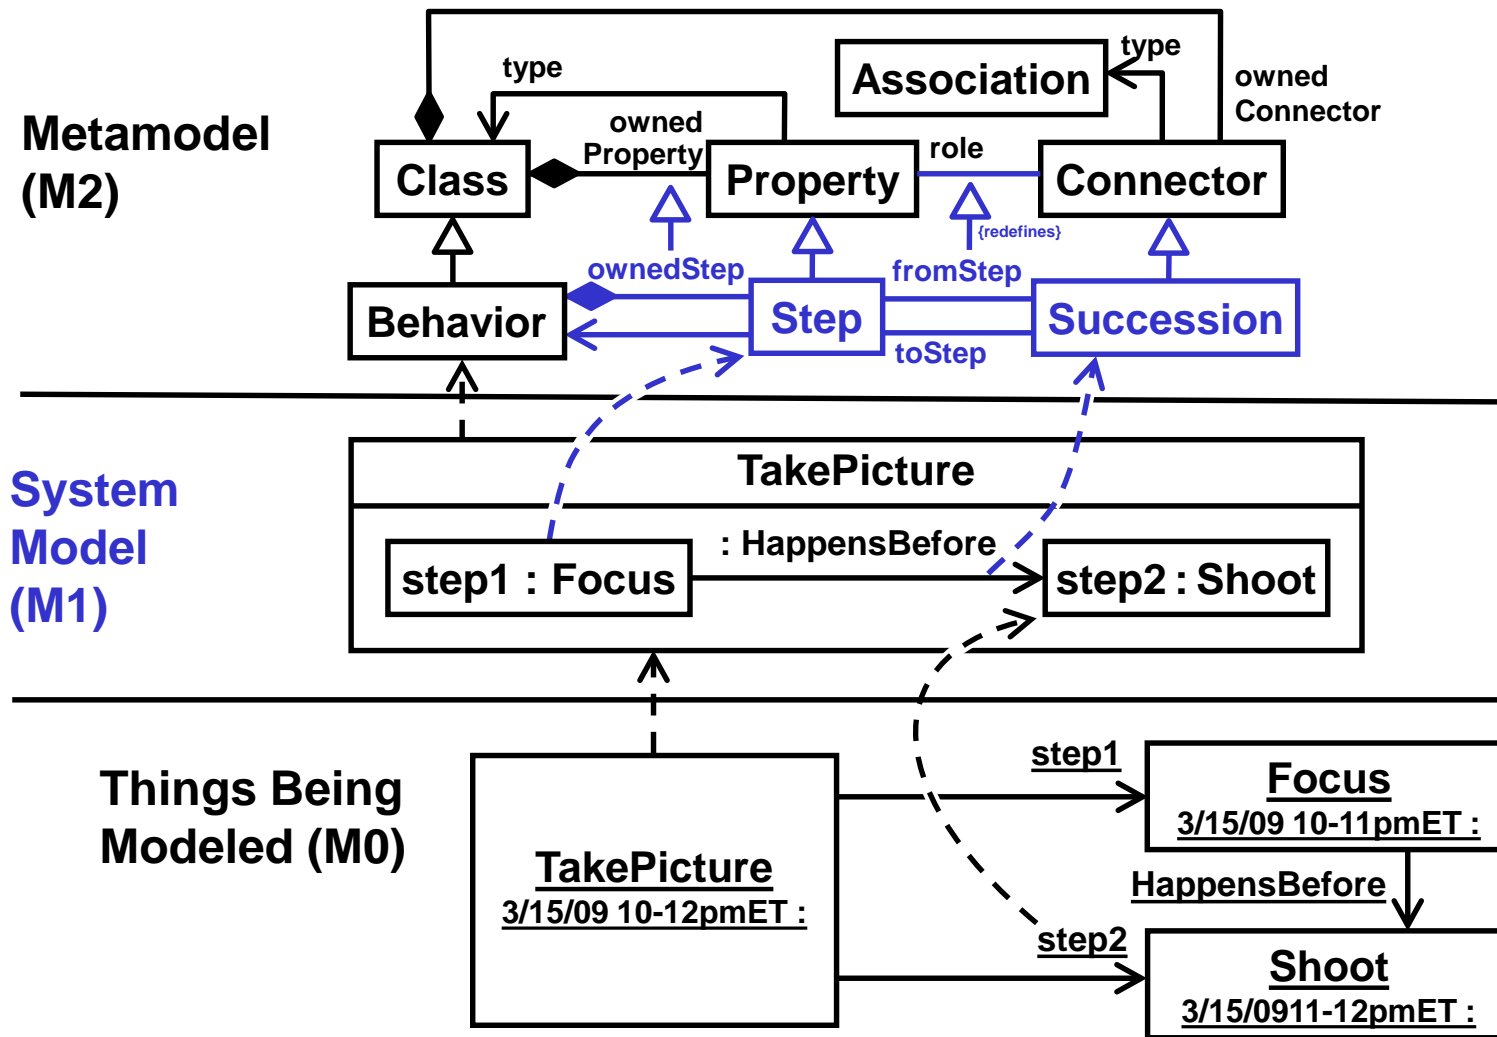 Metamodel
(M2)
type
type
Association
owned
Connector
owned
Property
role
Class
Property
Connector
{redefines}
ownedStep
fromStep
Behavior
Step
Succession
toStep
System
Model
(M1)
TakePicture
: HappensBefore
step1 : Focus
step2 : Shoot
Things Being
Modeled (M0)
step1
Focus
3/15/09 10-11pmET :
TakePicture
3/15/09 10-12pmET :
HappensBefore
step2
Shoot
3/15/0911-12pmET :